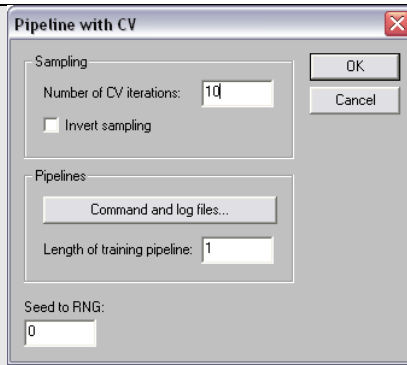 Pipeline with CV
Sampling
Number of CV iterations: 10
Invert sampling
OK
Cancel
Pipelines
Command and log files...
Length of training pipeline: 1
Seed to RNG:
0